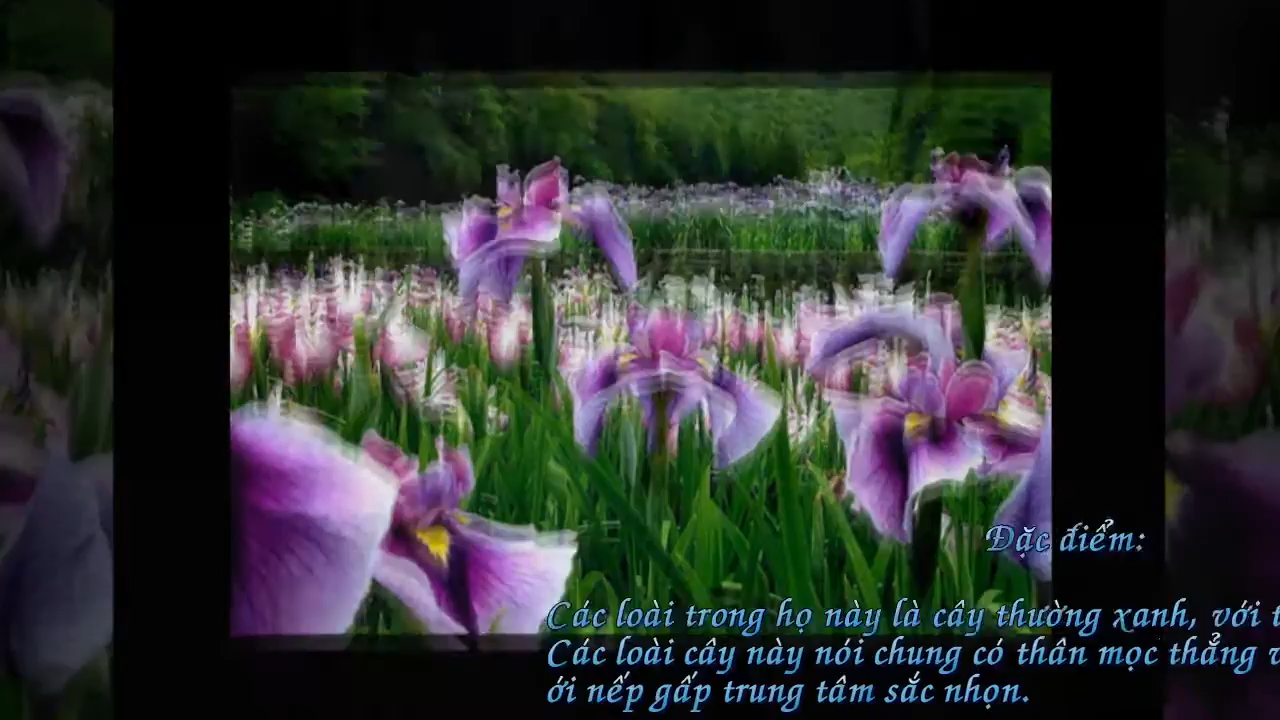 Đặc điểm:
Các loài trong họ này là cây thường xanh, với
Các loài cây này nói chung có thân mọc thẳng
ới nếp gấp trung tâm sắc nhọn.